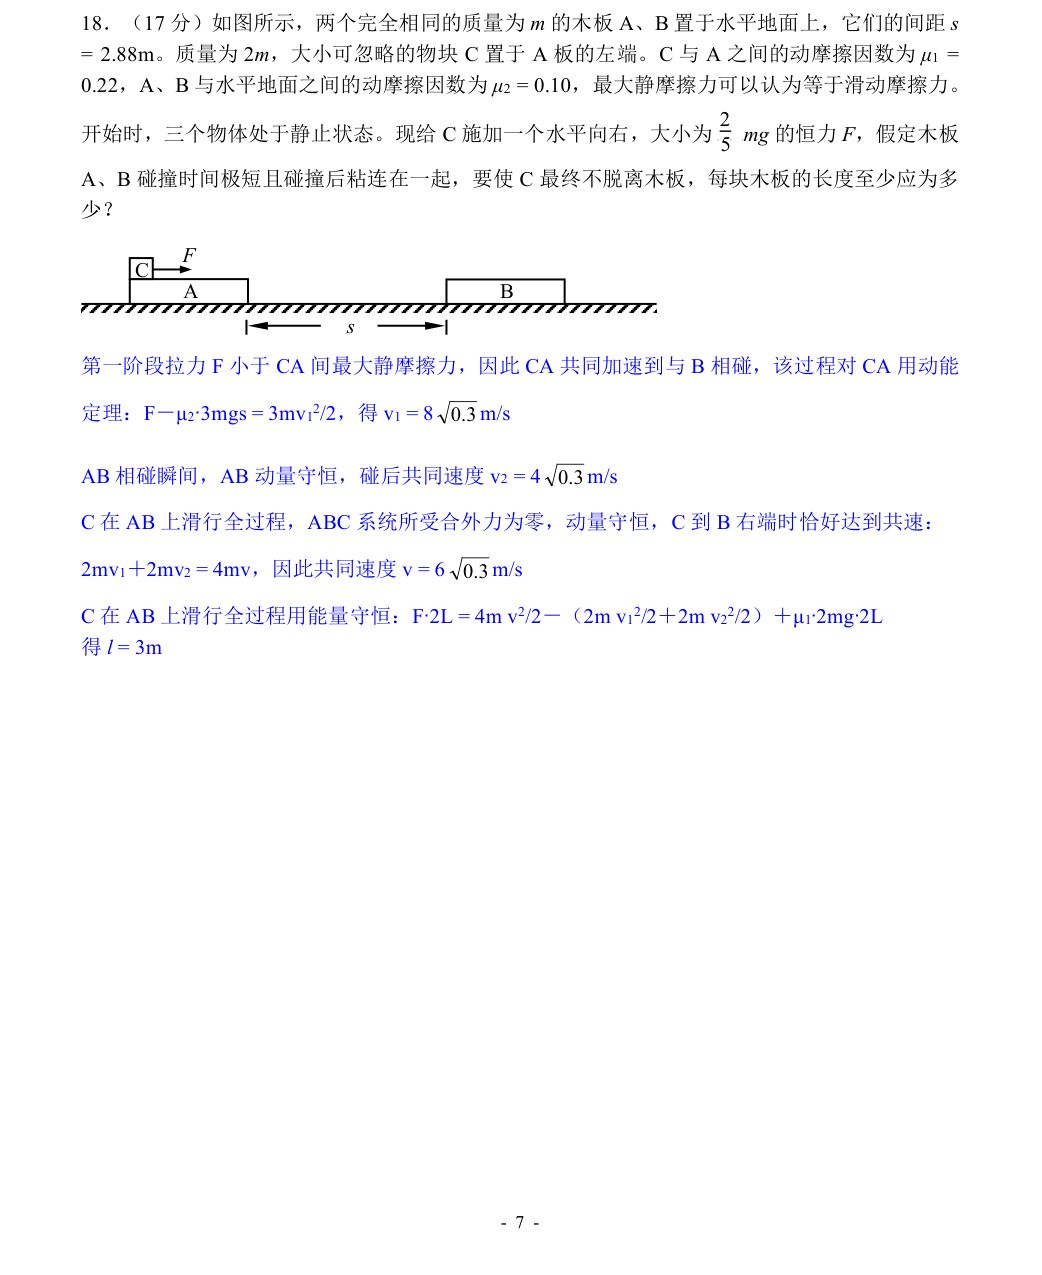 18．（17 分）如图所示，两个完全相同的质量为 m 的木板 A、B 置于水平地面上，它们的间距 s
= 2.88m。质量为 2m，大小可忽略的物块 C 置于 A 板的左端。C 与 A 之间的动摩擦因数为 μ1 =
0.22，A、B 与水平地面之间的动摩擦因数为 μ2 = 0.10，最大静摩擦力可以认为等于滑动摩擦力。
开始时，三个物体处于静止状态。现给 C 施加一个水平向右，大小为 2/5 mg 的恒力 F，假定木板
A、B 碰撞时间极短且碰撞后粘连在一起，要使 C 最终不脱离木板，每块木板的长度至少应为多
少？
F
C
A
B
s
第一阶段拉力 F 小于 CA 间最大静摩擦力，因此 CA 共同加速到与 B 相碰，该过程对 CA 用动能
定理：F－μ2·3mgs = 3mv1²/2，得 v1 = 8√0.3 m/s
AB 相碰瞬间，AB 动量守恒，碰后共同速度 v2 = 4√0.3 m/s
C 在 AB 上滑行全过程，ABC 系统所受合外力为零，动量守恒，C 到 B 右端时恰好达到共速：
2mv1＋2mv2 = 4mv，因此共同速度 v = 6√0.3 m/s
C 在 AB 上滑行全过程用能量守恒：F·2L = 4m v²/2－（2m v1²/2＋2m v2²/2）＋μ1·2mg·2L
得 l = 3m
- 7 -